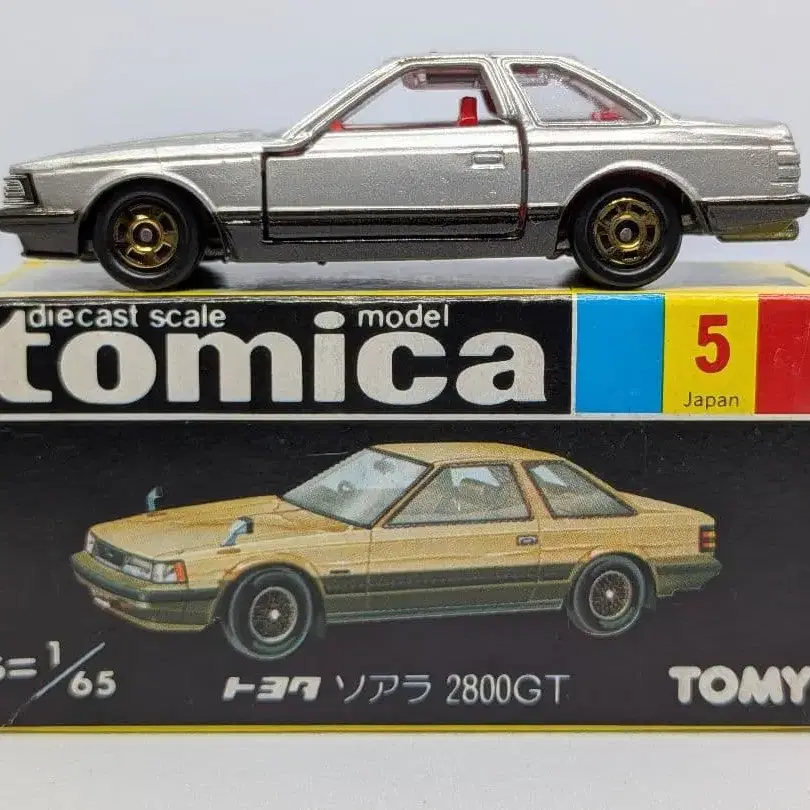 diecast scale model
tomica
5
Japan
S=1/65
トヨタ ソアラ 2800GT
TOMY